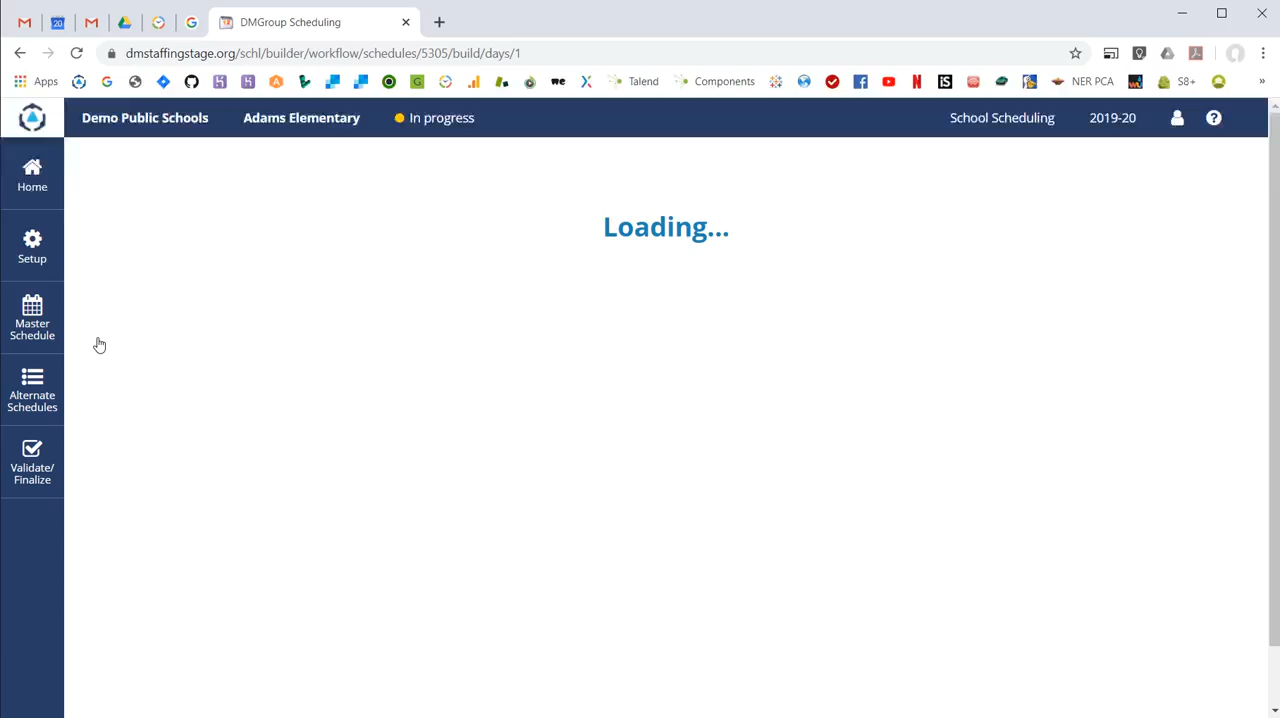 DMGroup Scheduling
dmstaffingstage.org/schl/builder/workflow/schedules/5305/build/days/1
Apps
Talend
Components
NER PCA
S8+
Demo Public Schools
Adams Elementary
In progress
School Scheduling
2019-20
Home
Setup
Master
Schedule
Alternate
Schedules
Validate/
Finalize
Loading...